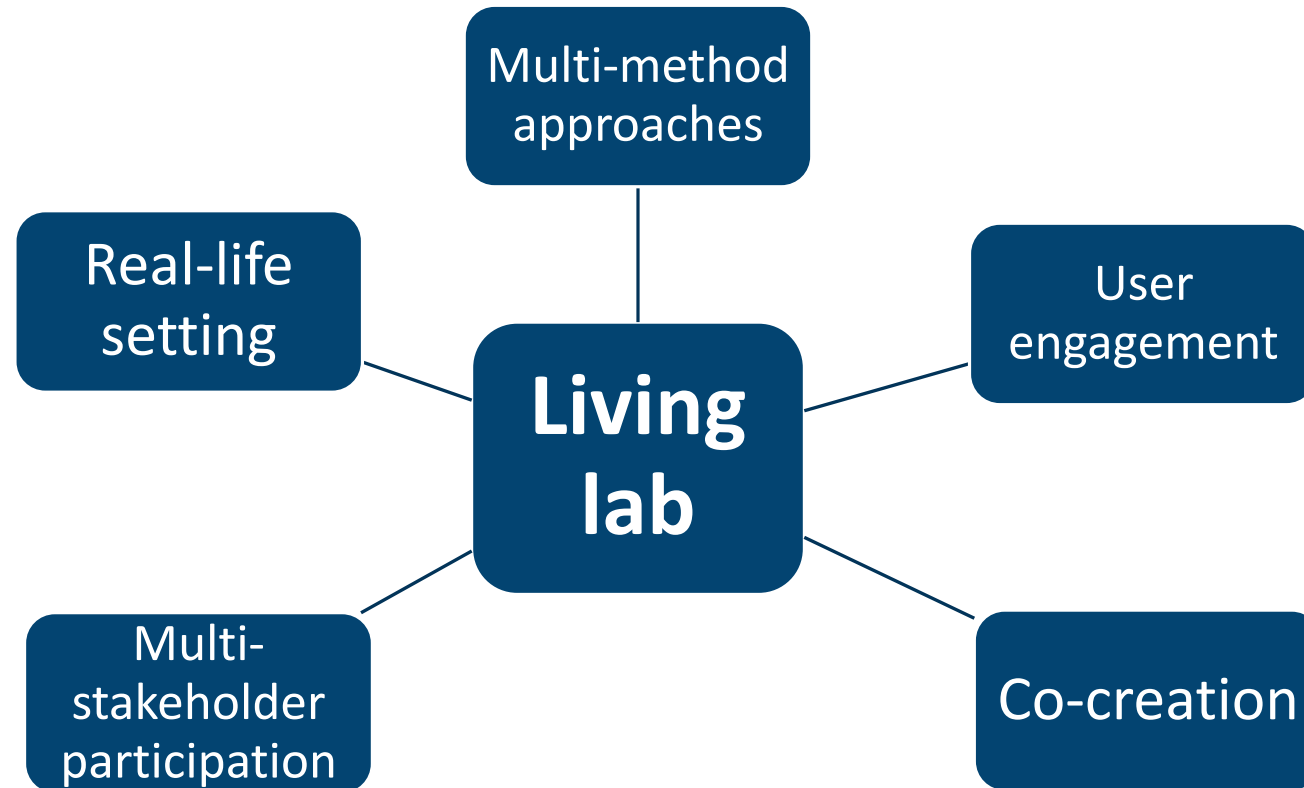 Multi-method
approaches
Real-life
setting
User
engagement
Living
lab
Multi-
stakeholder
participation
Co-creation